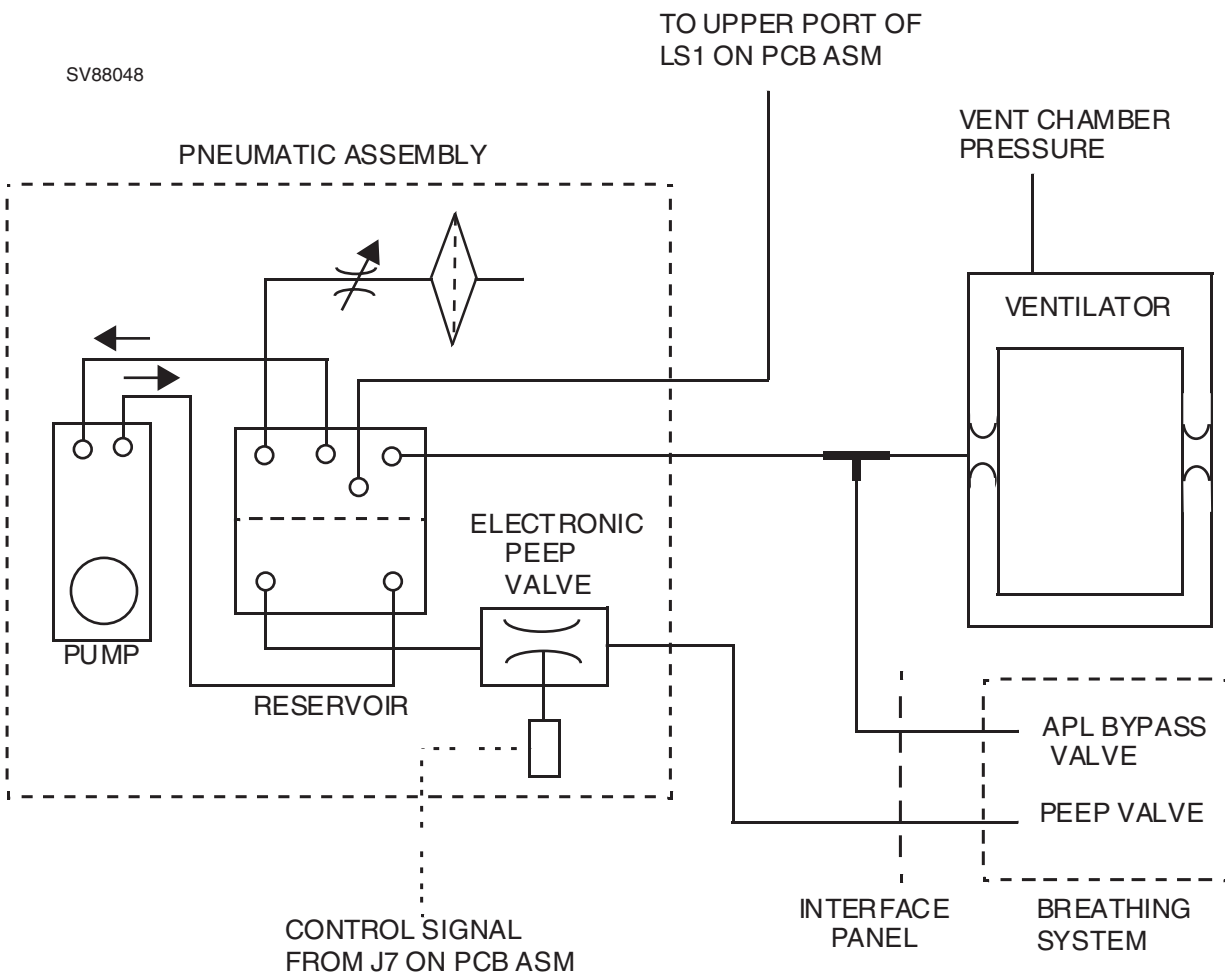 TO UPPER PORT OF
LS1 ON PCB ASM
SV88048
VENT CHAMBER
PRESSURE
PNEUMATIC ASSEMBLY
VENTILATOR
ELECTRONIC
PEEP
VALVE
PUMP
RESERVOIR
APL BYPASS
VALVE
PEEP VALVE
INTERFACE
PANEL
BREATHING
SYSTEM
CONTROL SIGNAL
FROM J7 ON PCB ASM